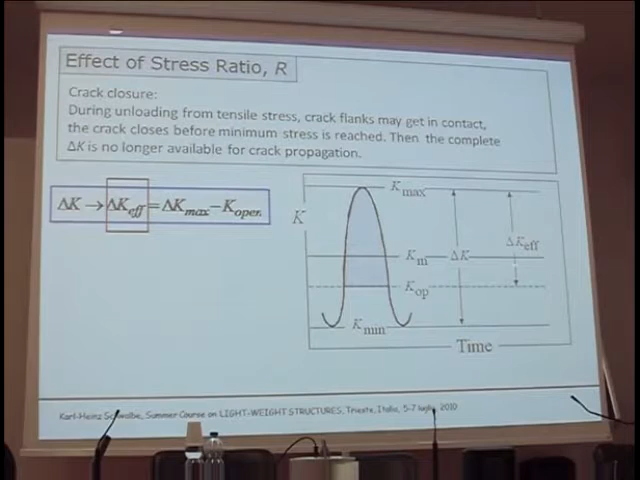 Effect of Stress Ratio, R
Crack closure:
During unloading from tensile stress, crack flanks may get in contact,
the crack closes before minimum stress is reached. Then the complete
ΔK is no longer available for crack propagation.
ΔK → ΔKeff = ΔKmax − Koper.
K
Kmax
Km
ΔK
ΔKeff
Kop
Kmin
Time
Karl-Heinz Schwalbe, Summer Course on LIGHT-WEIGHT STRUCTURES, Trieste, Italia, 5-7 luglio 2010